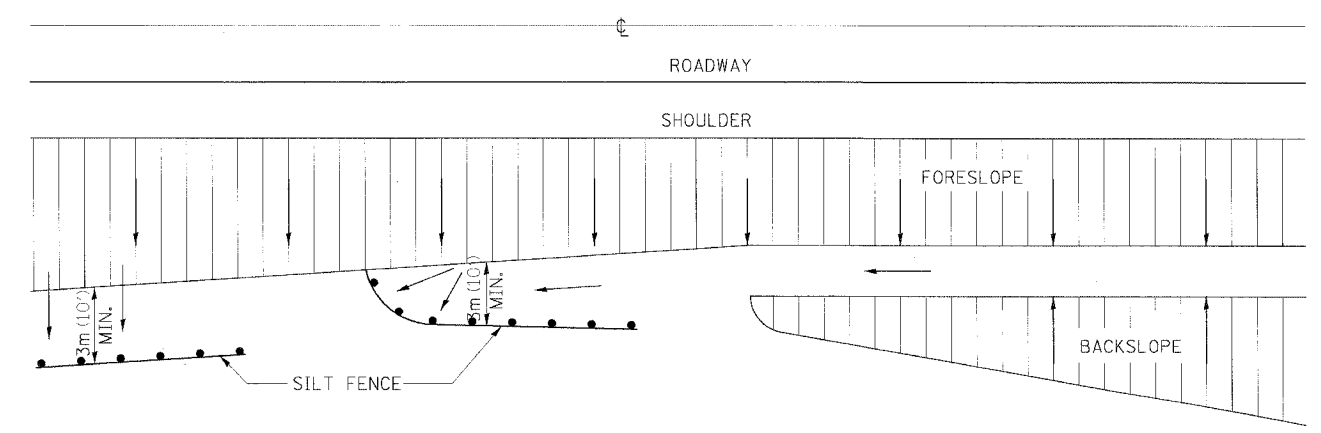 ℄
ROADWAY
SHOULDER
FORESLOPE
3m (10')
MIN.
3m (10')
MIN.
BACKSLOPE
SILT FENCE